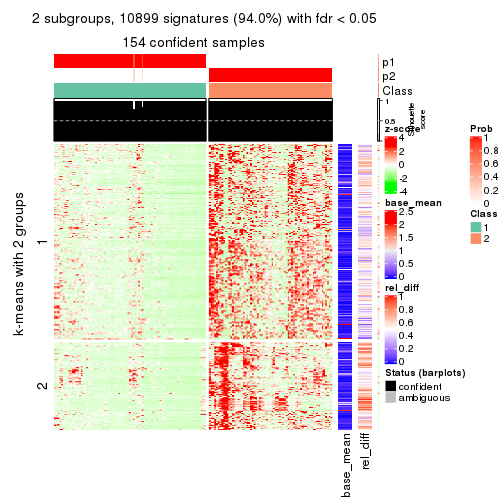 2 subgroups, 10899 signatures (94.0%) with fdr < 0.05
154 confident samples
p1
p2
Class
1
0.5
Silhouette
score
k-means with 2 groups
1
2
base_mean
rel_diff
z-score
4
2
0
-2
-4
base_mean
2.5
2
1.5
1
0.5
0
rel_diff
1
0.8
0.6
0.4
0.2
0
Status (barplots)
confident
ambiguous
Prob
1
0.8
0.6
0.4
0.2
0
Class
1
2